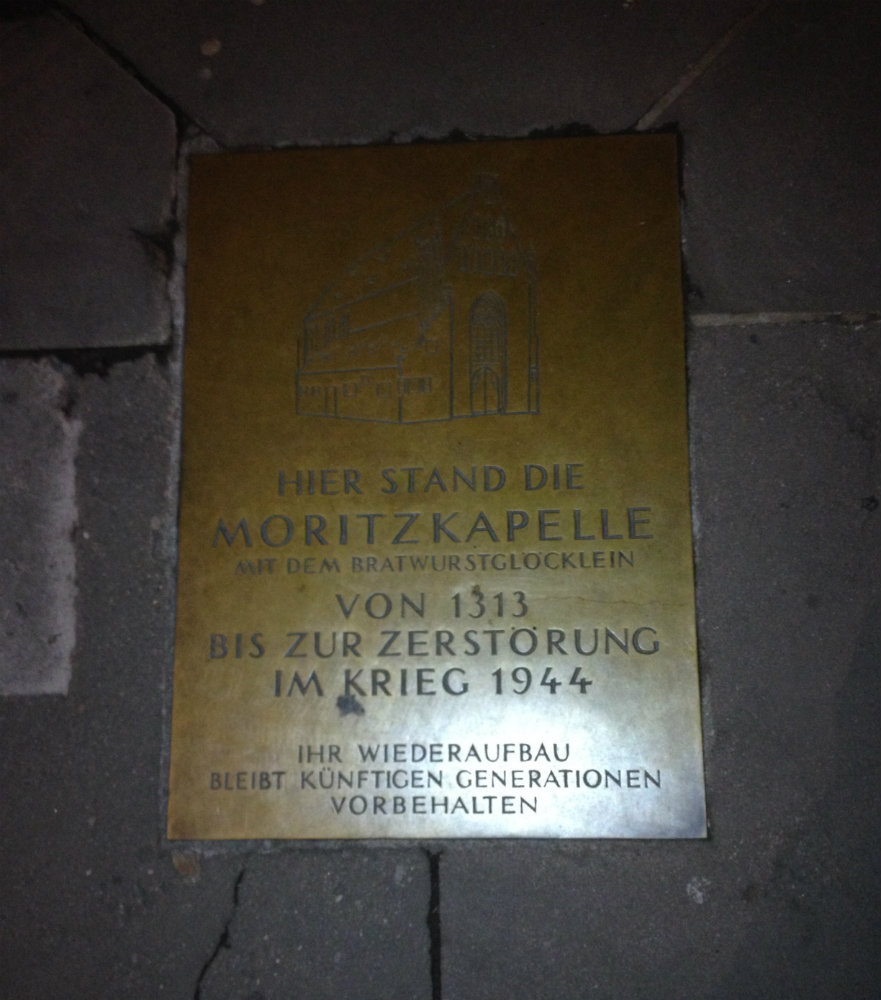 HIER STAND DIE
MORITZKAPELLE
MIT DEM BRATWURSTGLÖCKLEIN
VON 1313
BIS ZUR ZERSTÖRUNG
IM KRIEG 1944
IHR WIEDERAUFBAU
BLEIBT KÜNFTIGEN GENERATIONEN
VORBEHALTEN